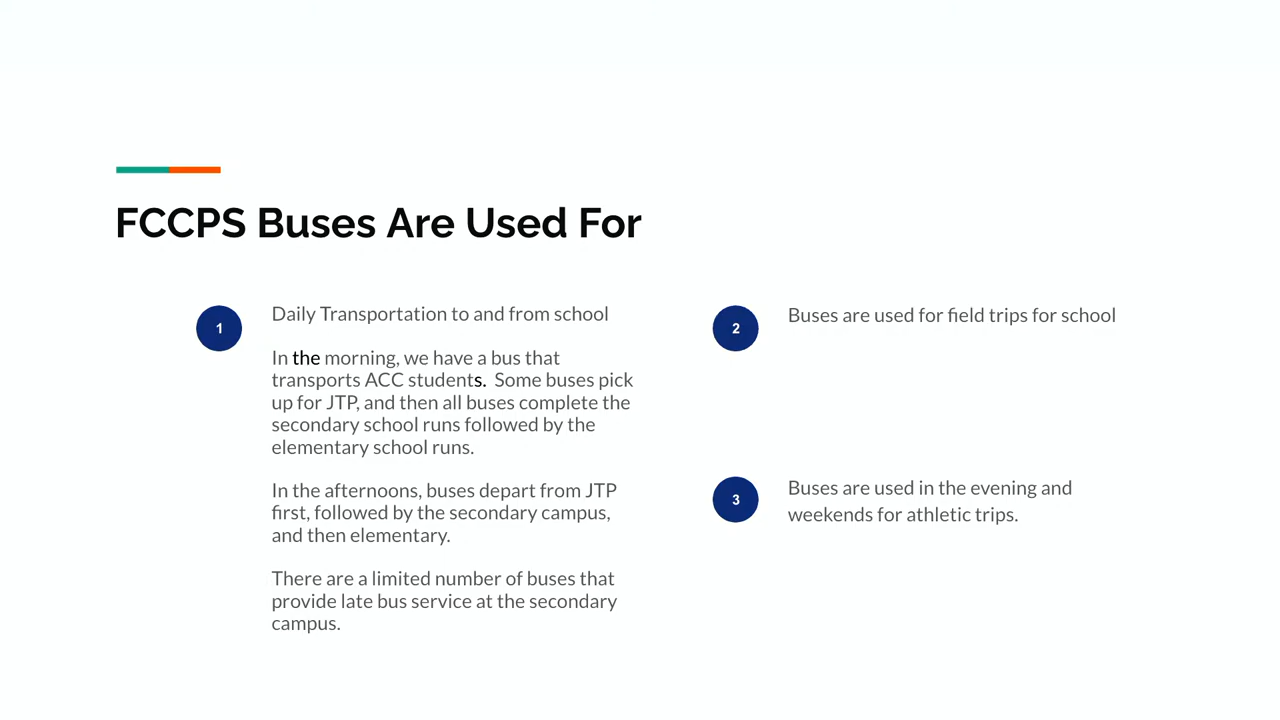 FCCPS Buses Are Used For
1
Daily Transportation to and from school
In the morning, we have a bus that
transports ACC students. Some buses pick
up for JTP, and then all buses complete the
secondary school runs followed by the
elementary school runs.
In the afternoons, buses depart from JTP
first, followed by the secondary campus,
and then elementary.
There are a limited number of buses that
provide late bus service at the secondary
campus.
2
Buses are used for field trips for school
3
Buses are used in the evening and
weekends for athletic trips.